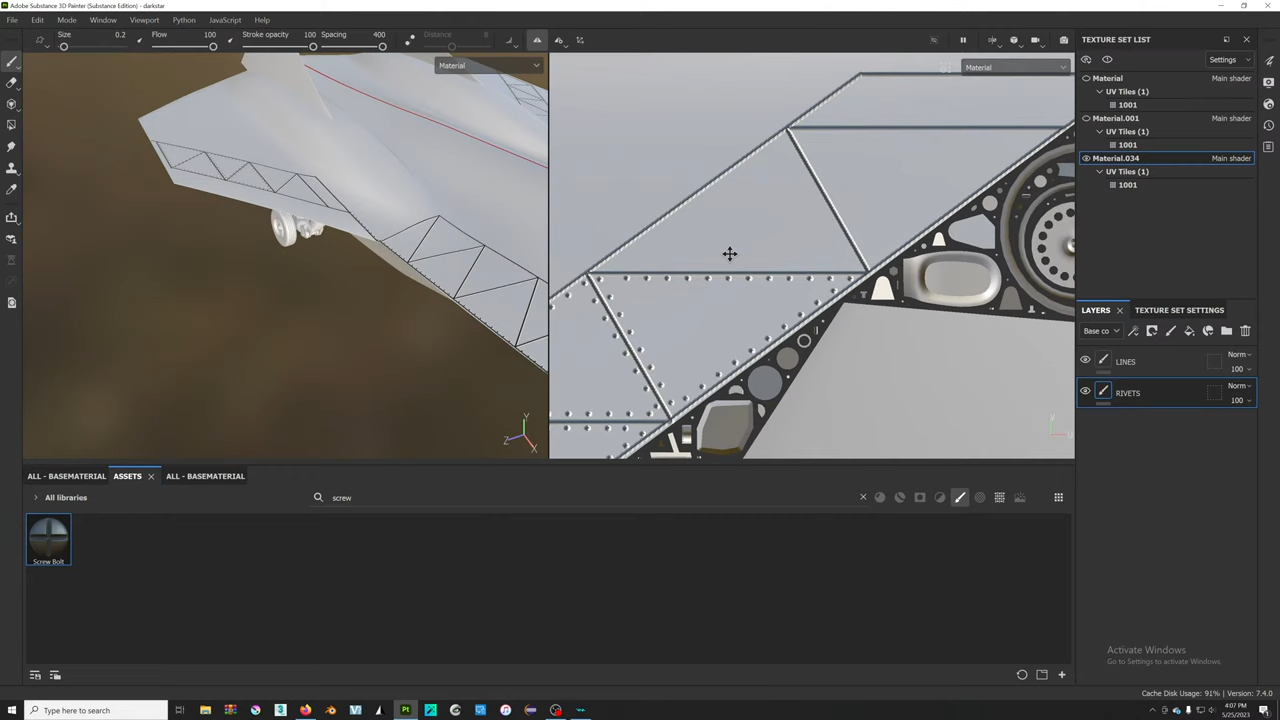 Adobe Substance 3D Painter (Substance Edition) - darkstar
File Edit Mode Window Viewport Python JavaScript Help
Size 0.2 Flow 100 Stroke opacity 100 Spacing 400 Distance 8
Material
Material
TEXTURE SET LIST
Settings
Material Main shader
UV Tiles (1)
1001
Material.001 Main shader
UV Tiles (1)
1001
Material.034 Main shader
UV Tiles (1)
1001
LAYERS TEXTURE SET SETTINGS
Base co
LINES Norm 100
RIVETS Norm 100
Y
Z X
ALL - BASEMATERIAL ASSETS ALL - BASEMATERIAL
All libraries screw
Screw Bolt
Activate Windows
Go to Settings to activate Windows.
Cache Disk Usage: 91% | Version: 7.4.0
Type here to search
4:07 PM
5/25/2023